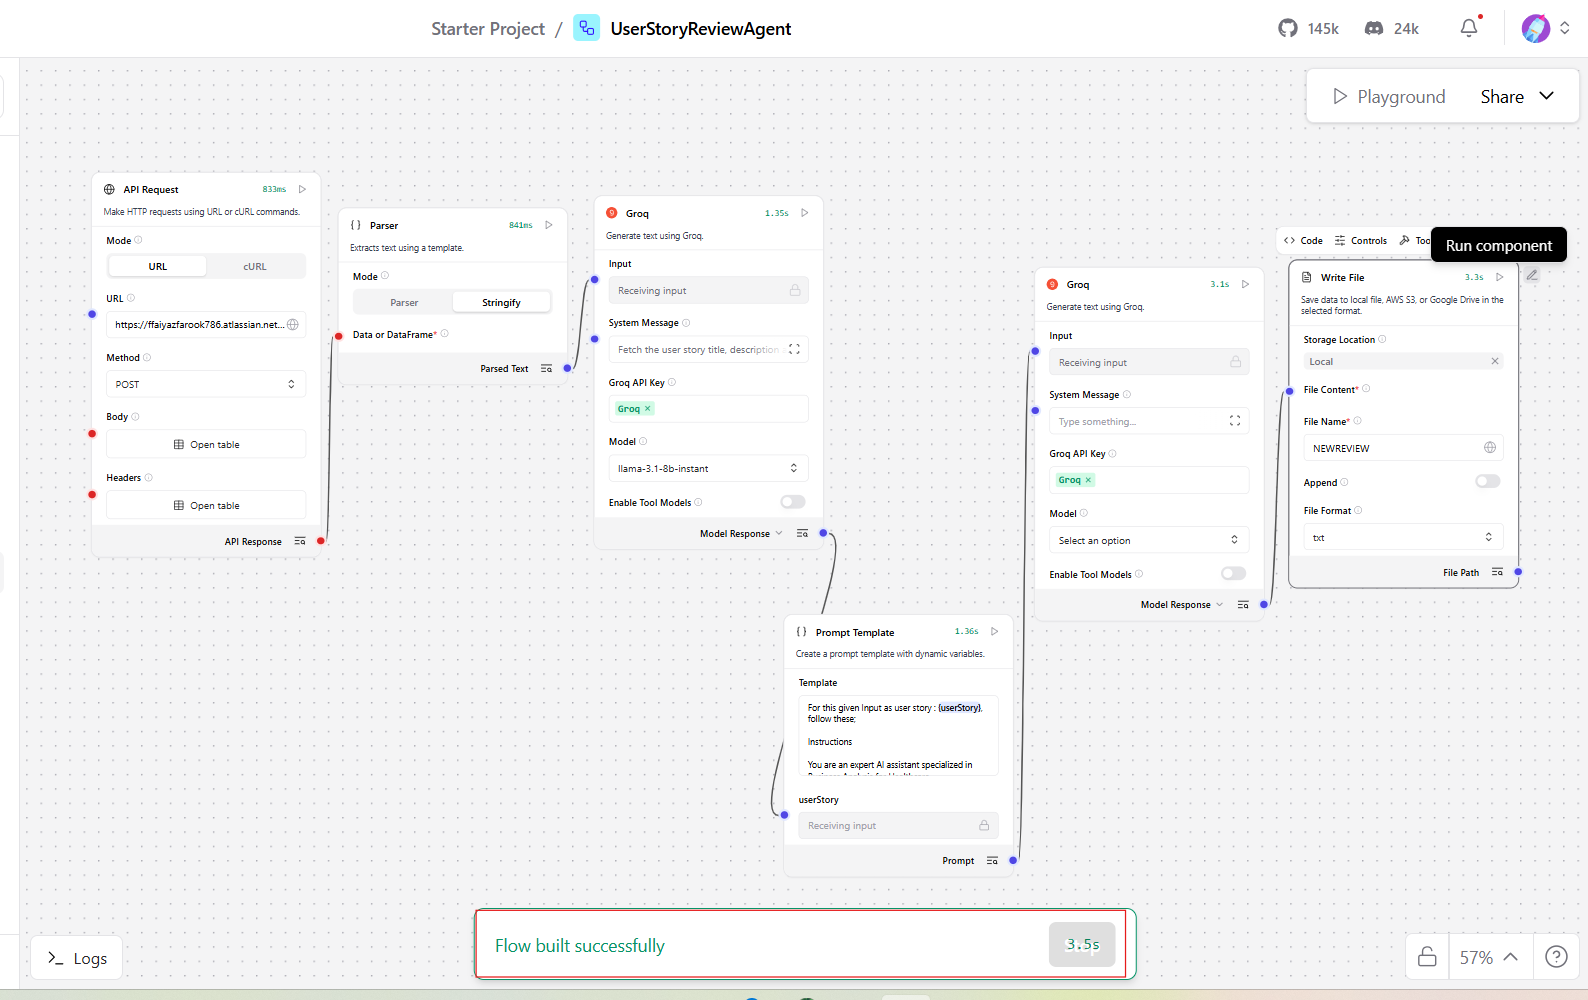 Starter Project / UserStoryReviewAgent
145k
24k
Playground
Share
API Request
833ms
Make HTTP requests using URL or cURL commands.
Mode
URL
cURL
URL
https://ffaiyazfarook786.atlassian.net...
Method
POST
Body
Open table
Headers
Open table
API Response
Parser
841ms
Extracts text using a template.
Mode
Parser
Stringify
Data or DataFrame*
Parsed Text
Groq
1.35s
Generate text using Groq.
Input
Receiving input
System Message
Fetch the user story title, description
Groq API Key
Groq ×
Model
llama-3.1-8b-instant
Enable Tool Models
Model Response
Prompt Template
1.36s
Create a prompt template with dynamic variables.
Template
For this given Input as user story : {userStory},
follow these;
Instructions
You are an expert AI assistant specialized in
userStory
Receiving input
Prompt
Groq
3.1s
Generate text using Groq.
Input
Receiving input
System Message
Type something...
Groq API Key
Groq ×
Model
Select an option
Enable Tool Models
Model Response
Code
Controls
Too
Run component
Write File
3.3s
Save data to local file, AWS S3, or Google Drive in the
selected format.
Storage Location
Local
File Content*
File Name*
NEWREVIEW
Append
File Format
txt
File Path
Flow built successfully
3.5s
Logs
57%